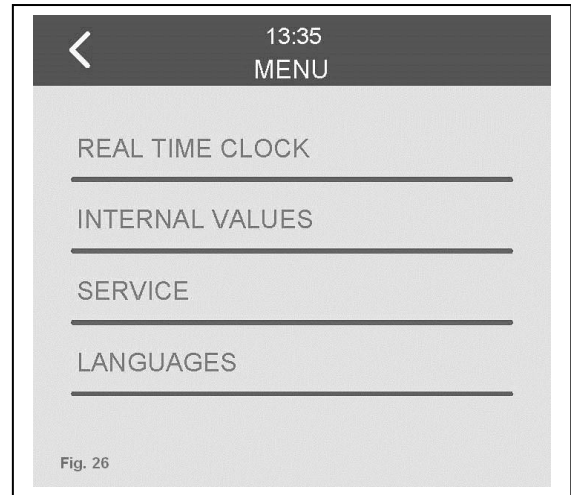 13:35
MENU
REAL TIME CLOCK
INTERNAL VALUES
SERVICE
LANGUAGES
Fig. 26